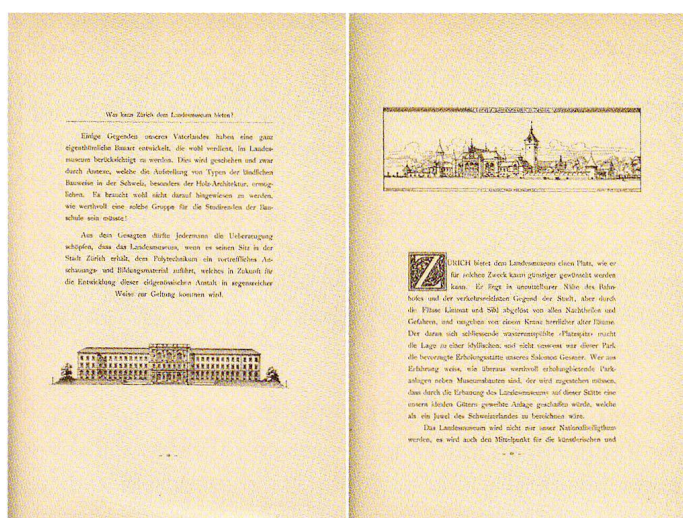 Was kann Zürich dem Landesmuseum bieten?
Einige Gegenden unseres Vaterlandes haben eine ganz
eigenthümliche Bauart entwickelt, die wohl verdient, im Landes-
museum berücksichtigt zu werden. Dies wird geschehen und zwar
durch Annexe, welche die Aufstellung von Typen der ländlichen
Bauweise in der Schweiz, besonders der Holz-Architektur, ermög-
lichen. Es braucht wohl nicht darauf hingewiesen zu werden,
wie werthvoll eine solche Gruppe für die Studirenden der Bau-
schule sein müsste!
Aus dem Gesagten dürfte Jedermann die Ueberzeugung
schöpfen, dass das Landesmuseum, wenn es seinen Sitz in der
Stadt Zürich erhält, dem Polytechnikum ein vortreffliches An-
schauungs- und Bildungsmaterial zuführt, welches in Zukunft für
die Entwicklung dieser eidgenössischen Anstalt in segensreicher
Weise zur Geltung kommen wird.
ZÜRICH bietet dem Landesmuseum einen Platz, wie er
für solchen Zweck kaum günstiger gewünscht werden
kann. Er liegt in unmittelbarer Nähe des Bahn-
hofes und der verkehrsreichsten Gegend der Stadt, aber durch
die Flüsse Limmat und Sihl abgelöst von allen Nachtheilen und
Gefahren, und umgeben von einem Kranz herrlicher alter Bäume.
Der daran sich schliessende wasserumspülte «Platzspitz» macht
die Lage zu einer idyllischen, und nicht umsonst war dieser Park
die bevorzugte Erholungsstätte unseres Salomon Gessner. Wer aus
Erfahrung weiss, wie überaus werthvoll erholungbietende Park-
anlagen neben Museumsbauten sind, der wird zugestehen müssen,
dass durch die Erbauung des Landesmuseums auf dieser Stätte eine
unsern idealen Gütern geweihte Anlage geschaffen würde, welche
als ein Juwel des Schweizerlandes zu bezeichnen wäre.
Das Landesmuseum wird nicht nur unser Nationalheiligthum
werden, es wird auch den Mittelpunkt für die künstlerischen und